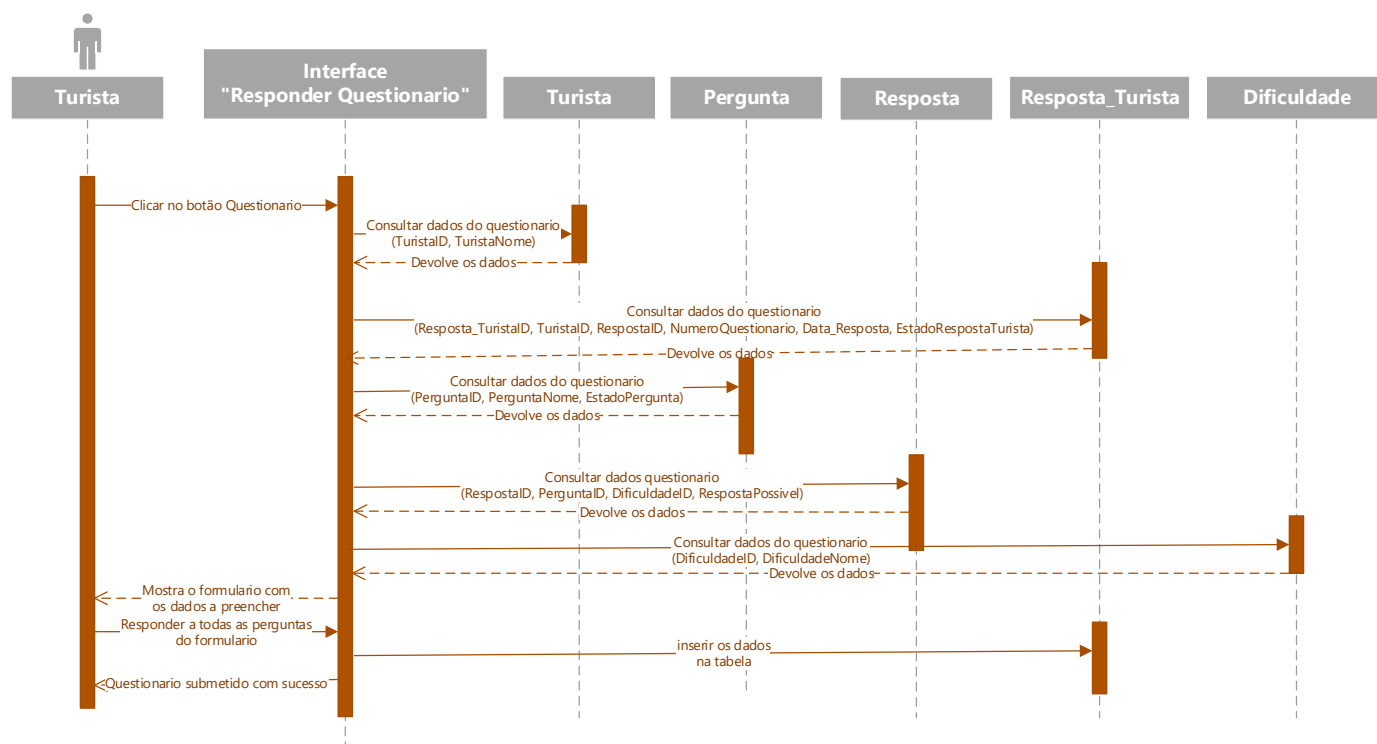 Turista
Interface
"Responder Questionario"
Turista
Pergunta
Resposta
Resposta_Turista
Dificuldade
Clicar no botão Questionario
Consultar dados do questionario
(TuristaID, TuristaNome)
Devolve os dados
Consultar dados do questionario
(Resposta_TuristaID, TuristaID, RespostaID, NumeroQuestionario, Data_Resposta, EstadoRespostaTurista)
Devolve os dados
Consultar dados do questionario
(PerguntaID, PerguntaNome, EstadoPergunta)
Devolve os dados
Consultar dados questionario
(RespostaID, PerguntaID, DificuldadeID, RespostaPossivel)
Devolve os dados
Consultar dados do questionario
(DificuldadeID, DificuldadeNome)
Devolve os dados
Mostra o formulario com
os dados a preencher
Responder a todas as perguntas
do formulario
inserir os dados
na tabela
Questionario submetido com sucesso